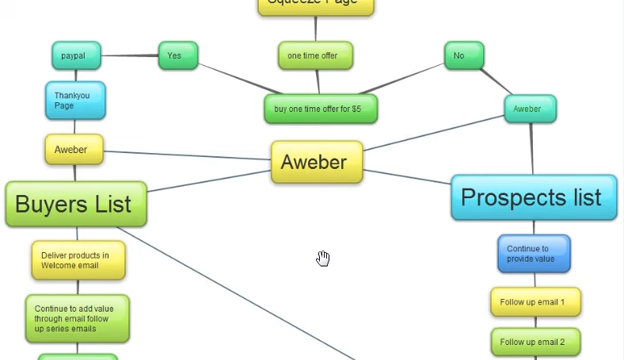 Squeeze Page
one time offer
paypal
Yes
No
buy one time offer for $5
Thankyou
Page
Aweber
Aweber
Aweber
Buyers List
Prospects list
Deliver products in
Welcome email
Continue to
provide value
Continue to add value
through email follow
up series emails
Follow up email 1
Follow up email 2